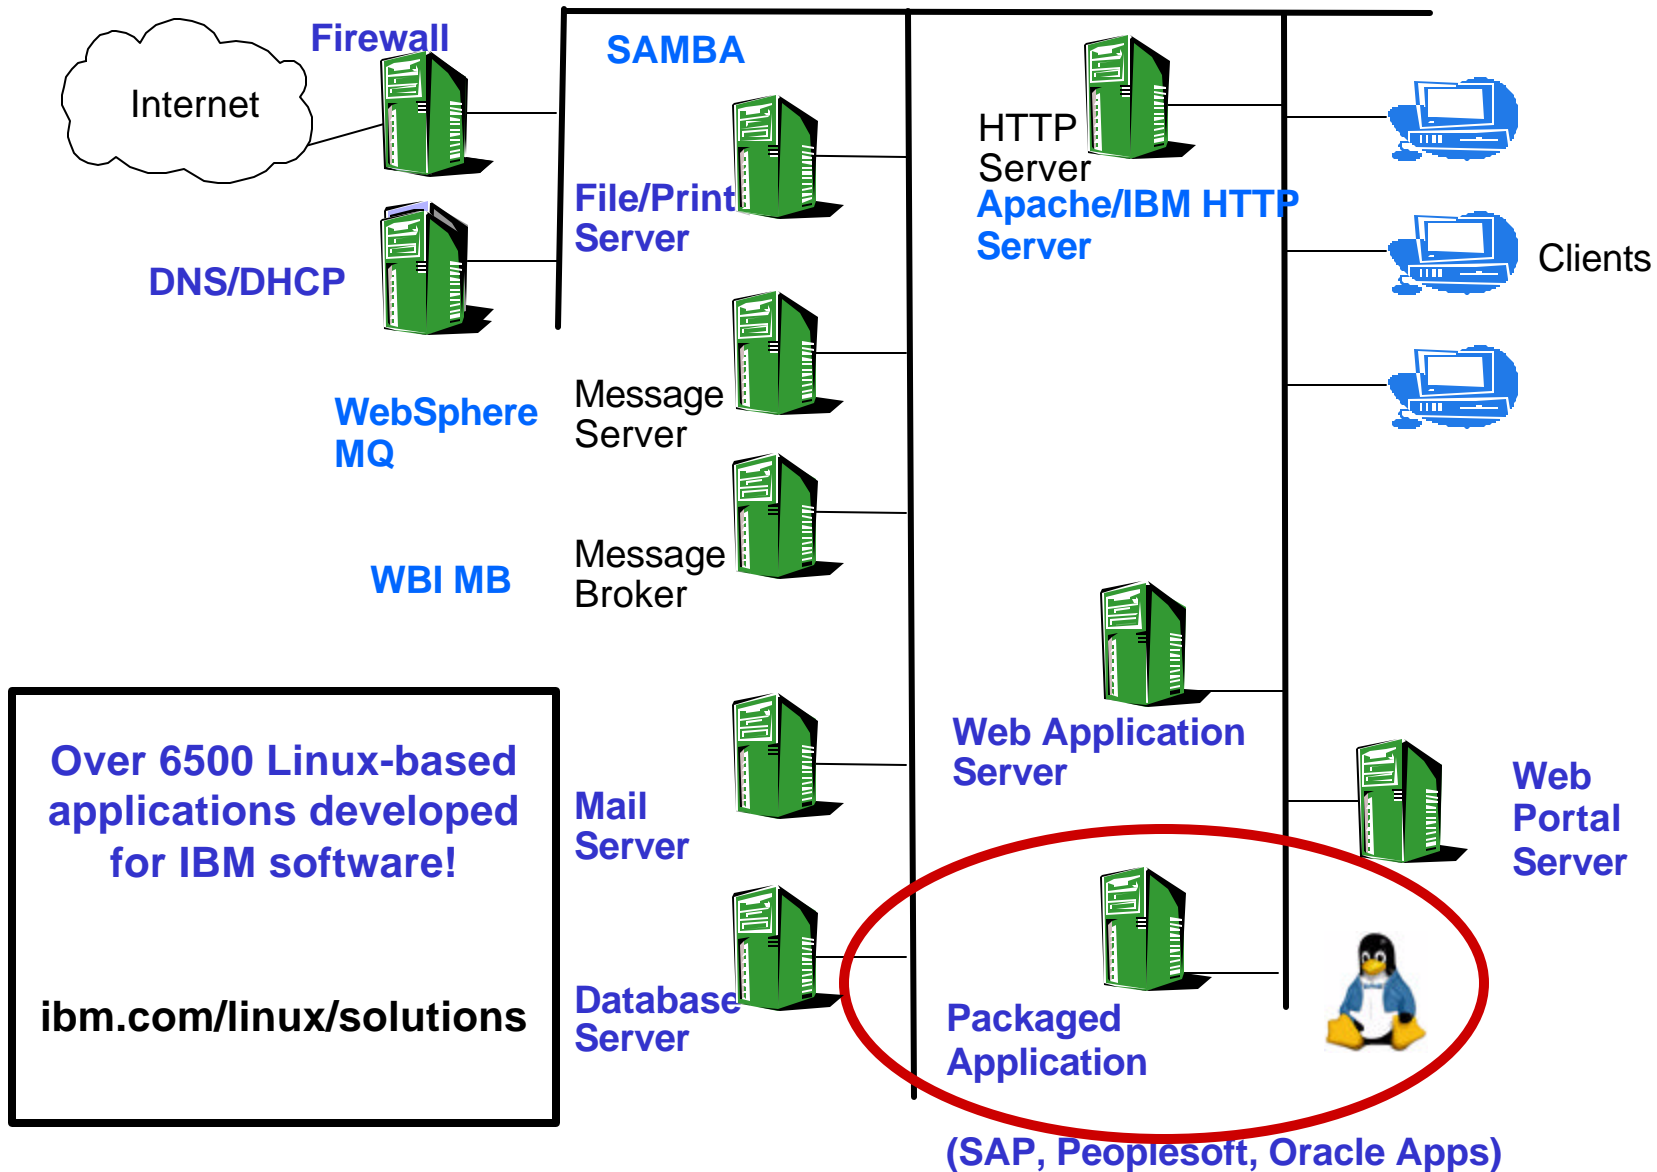 Firewall
Internet
DNS/DHCP
SAMBA
File/Print
Server
WebSphere
MQ
Message
Server
WBI MB
Message
Broker
Mail
Server
Database
Server
HTTP
Server
Apache/IBM HTTP
Server
Clients
Web Application
Server
Web
Portal
Server
Packaged
Application
(SAP, Peoplesoft, Oracle Apps)
Over 6500 Linux-based
applications developed
for IBM software!
ibm.com/linux/solutions